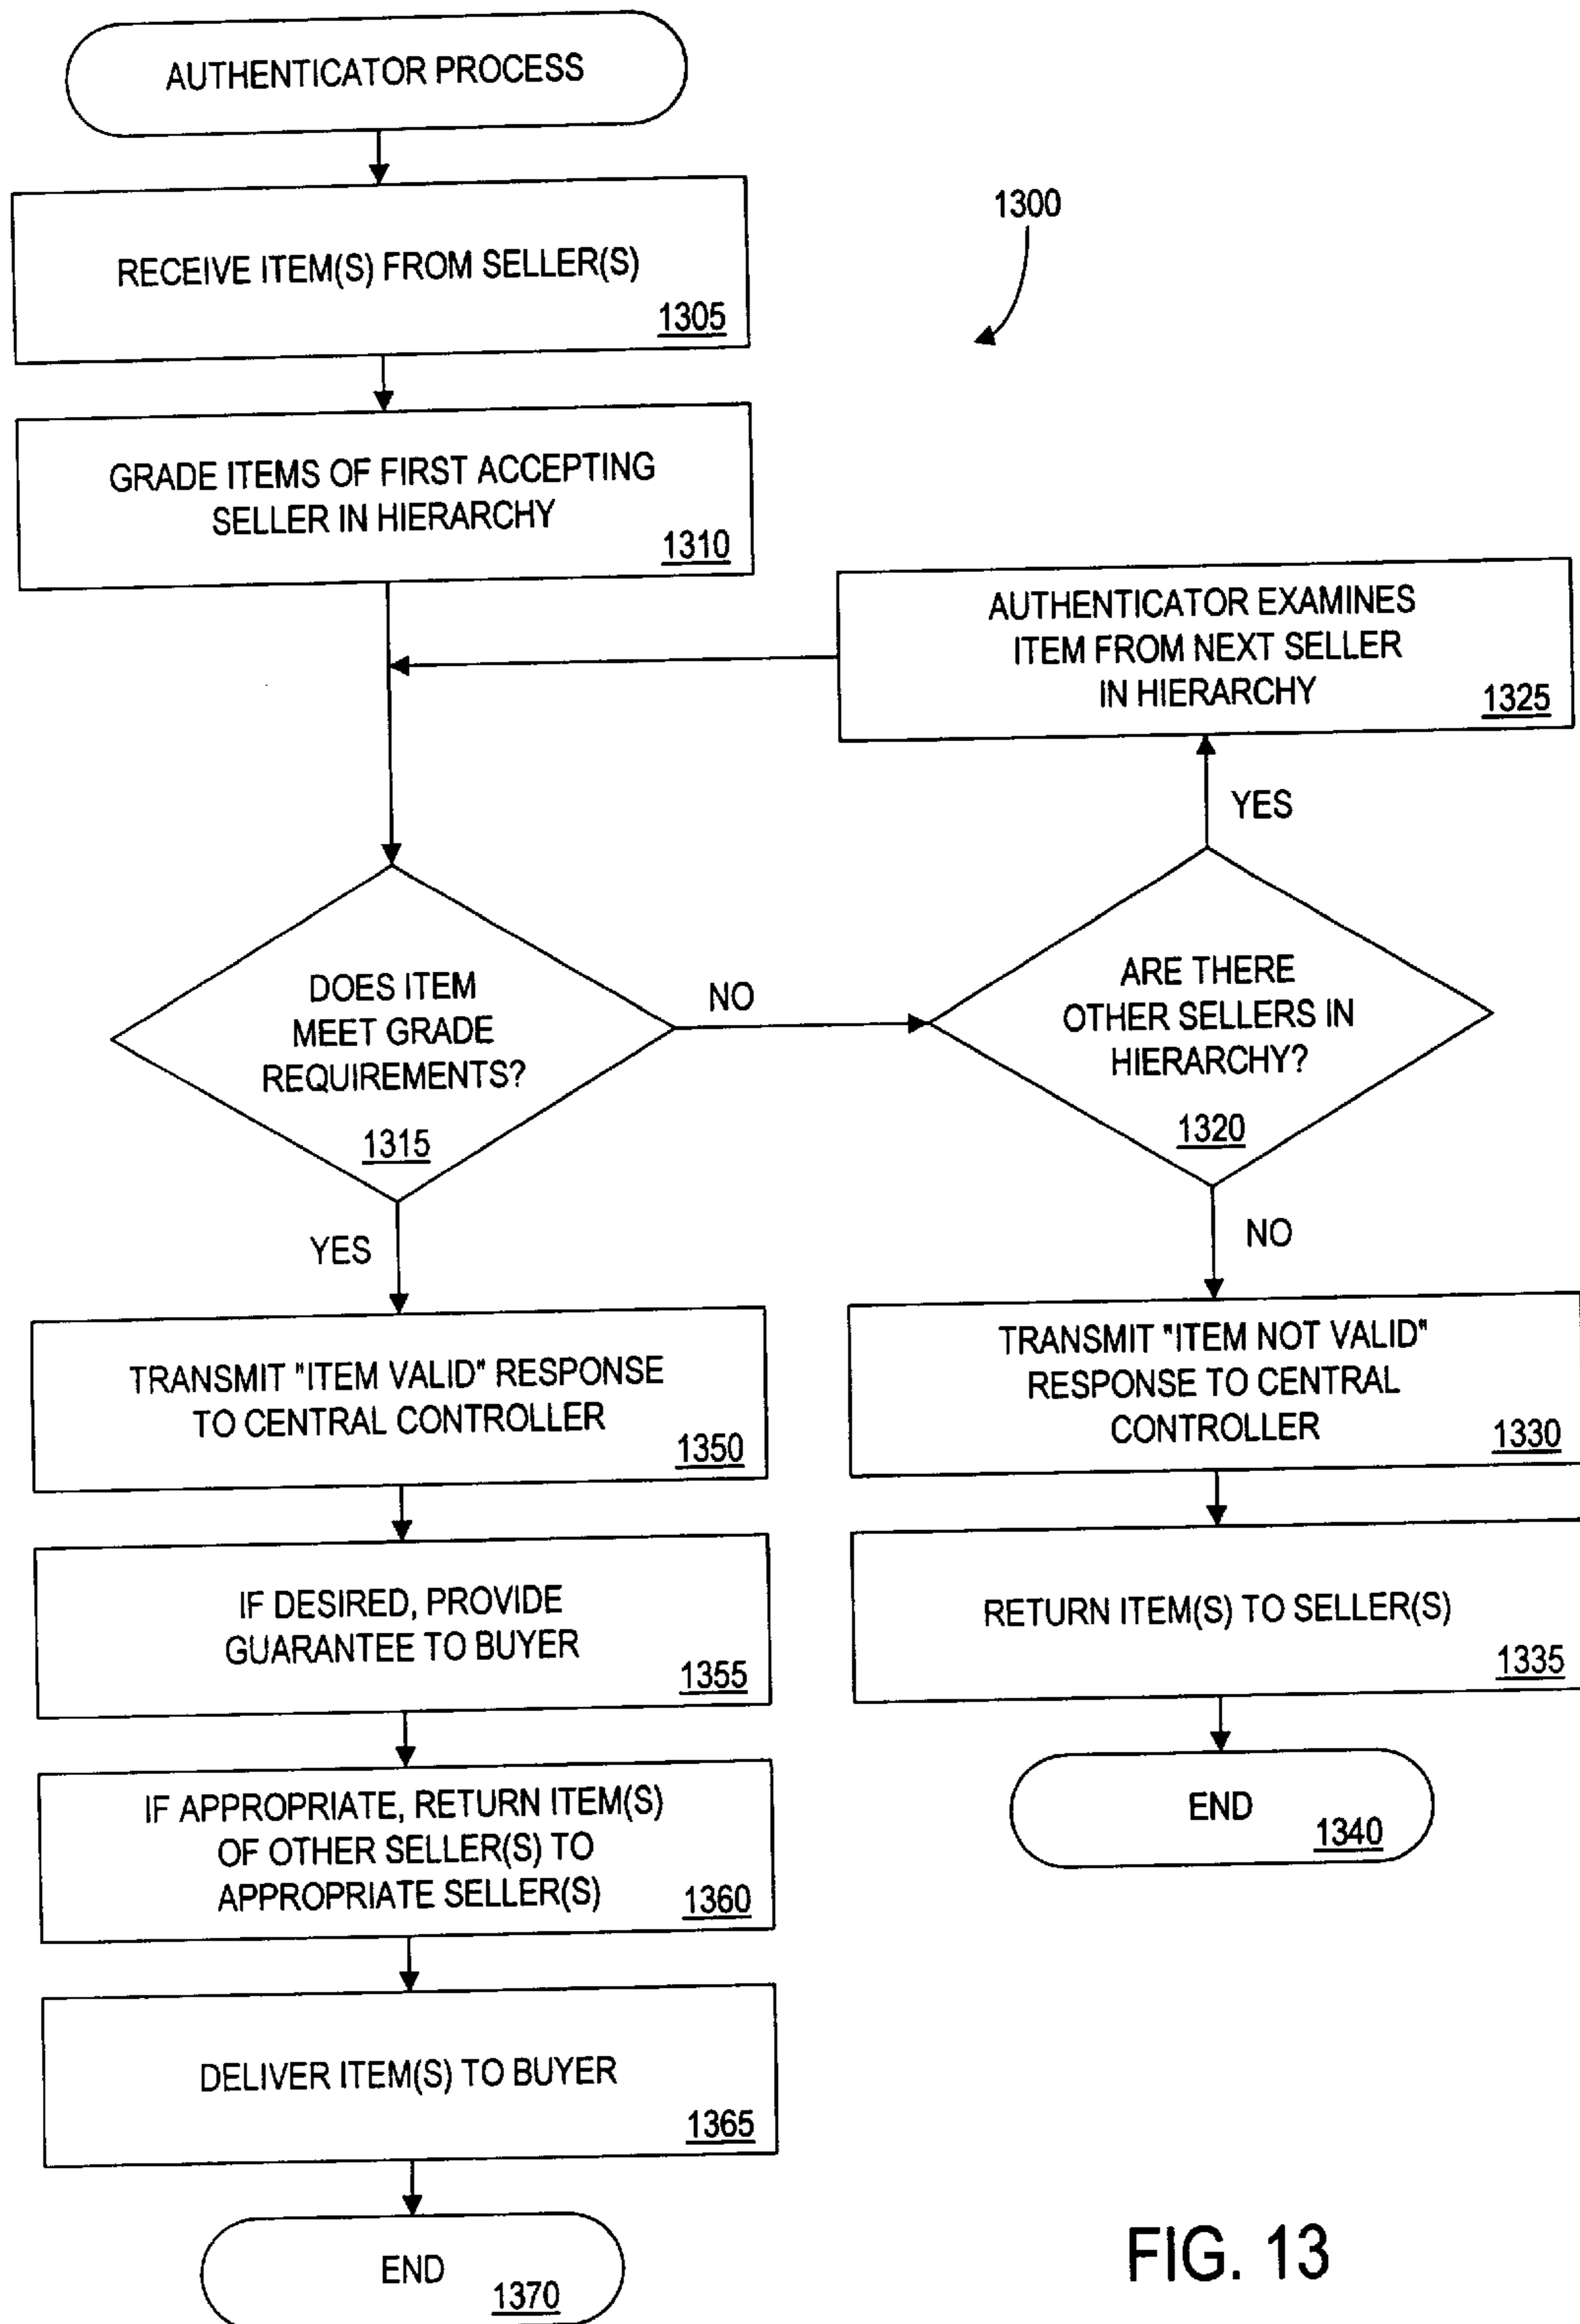 AUTHENTICATOR PROCESS
1300
RECEIVE ITEM(S) FROM SELLER(S)
1305
GRADE ITEMS OF FIRST ACCEPTING
SELLER IN HIERARCHY
1310
AUTHENTICATOR EXAMINES
ITEM FROM NEXT SELLER
IN HIERARCHY
1325
YES
DOES ITEM
MEET GRADE
REQUIREMENTS?
1315
NO
ARE THERE
OTHER SELLERS IN
HIERARCHY?
1320
YES
NO
TRANSMIT "ITEM VALID" RESPONSE
TO CENTRAL CONTROLLER
1350
TRANSMIT "ITEM NOT VALID"
RESPONSE TO CENTRAL
CONTROLLER
1330
IF DESIRED, PROVIDE
GUARANTEE TO BUYER
1355
RETURN ITEM(S) TO SELLER(S)
1335
IF APPROPRIATE, RETURN ITEM(S)
OF OTHER SELLER(S) TO
APPROPRIATE SELLER(S)
1360
END
1340
DELIVER ITEM(S) TO BUYER
1365
END
1370
FIG. 13